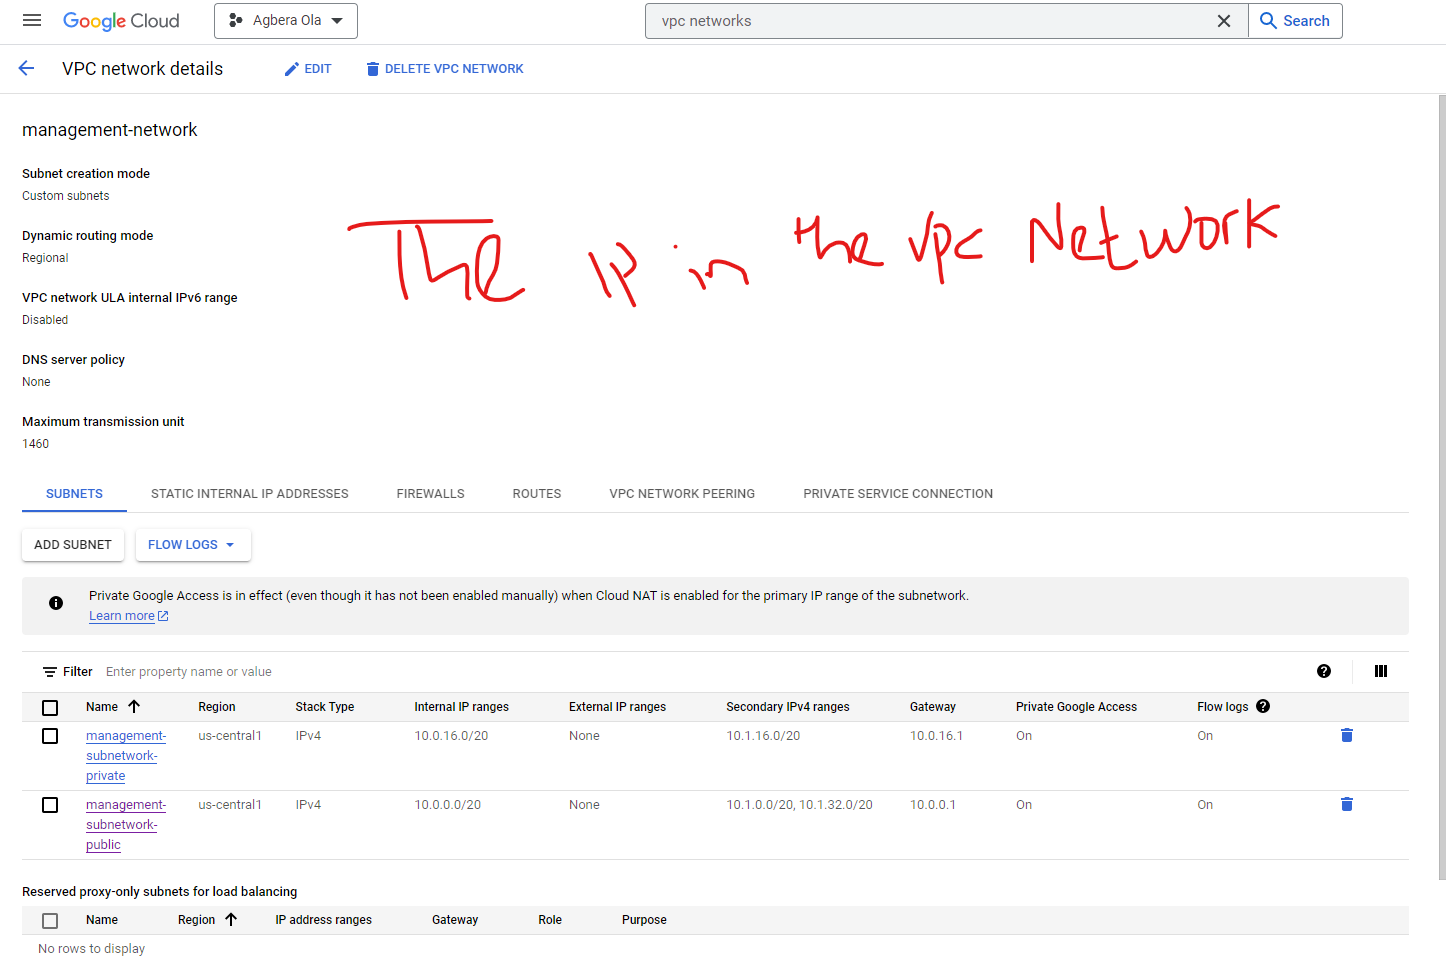 Google Cloud
Agbera Ola
vpc networks
Search
VPC network details
EDIT
DELETE VPC NETWORK
management-network
Subnet creation mode
Custom subnets
Dynamic routing mode
Regional
The IP in the vpc Network
VPC network ULA internal IPv6 range
Disabled
DNS server policy
None
Maximum transmission unit
1460
SUBNETS STATIC INTERNAL IP ADDRESSES FIREWALLS ROUTES VPC NETWORK PEERING PRIVATE SERVICE CONNECTION
ADD SUBNET FLOW LOGS
Private Google Access is in effect (even though it has not been enabled manually) when Cloud NAT is enabled for the primary IP range of the subnetwork.
Learn more
Filter Enter property name or value
Name Region Stack Type Internal IP ranges External IP ranges Secondary IPv4 ranges Gateway Private Google Access Flow logs
management- us-central1 IPv4 10.0.16.0/20 None 10.1.16.0/20 10.0.16.1 On On
subnetwork-
private
management- us-central1 IPv4 10.0.0.0/20 None 10.1.0.0/20, 10.1.32.0/20 10.0.0.1 On On
subnetwork-
public
Reserved proxy-only subnets for load balancing
Name Region IP address ranges Gateway Role Purpose
No rows to display